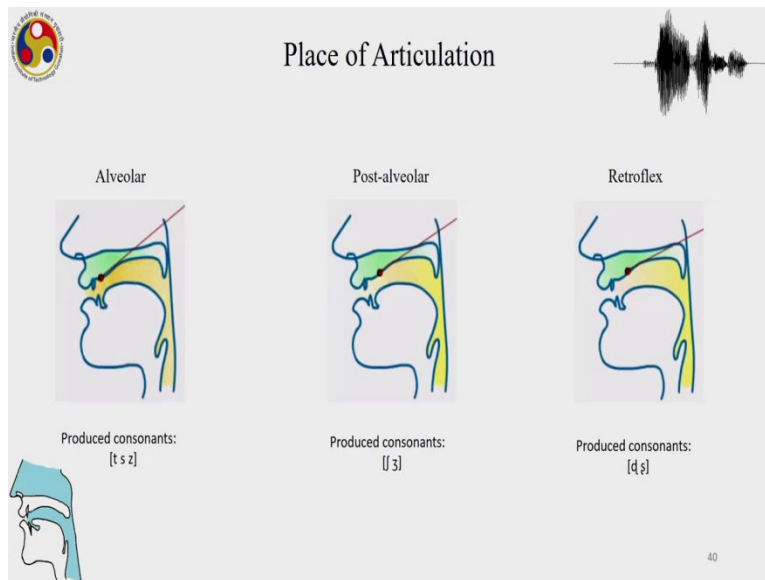 Place of Articulation
Alveolar
Post-alveolar
Retroflex
Produced consonants:
[t s z]
Produced consonants:
[ʃ ʒ]
Produced consonants:
[ɖ ʂ]
40